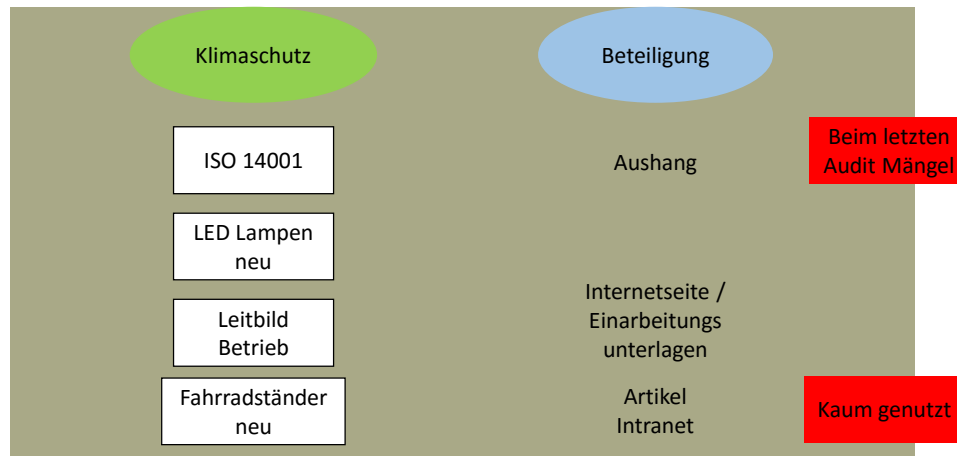 Klimaschutz
Beteiligung
ISO 14001
Aushang
Beim letzten
Audit Mängel
LED Lampen
neu
Leitbild
Betrieb
Internetseite /
Einarbeitungs
unterlagen
Fahrradständer
neu
Artikel
Intranet
Kaum genutzt